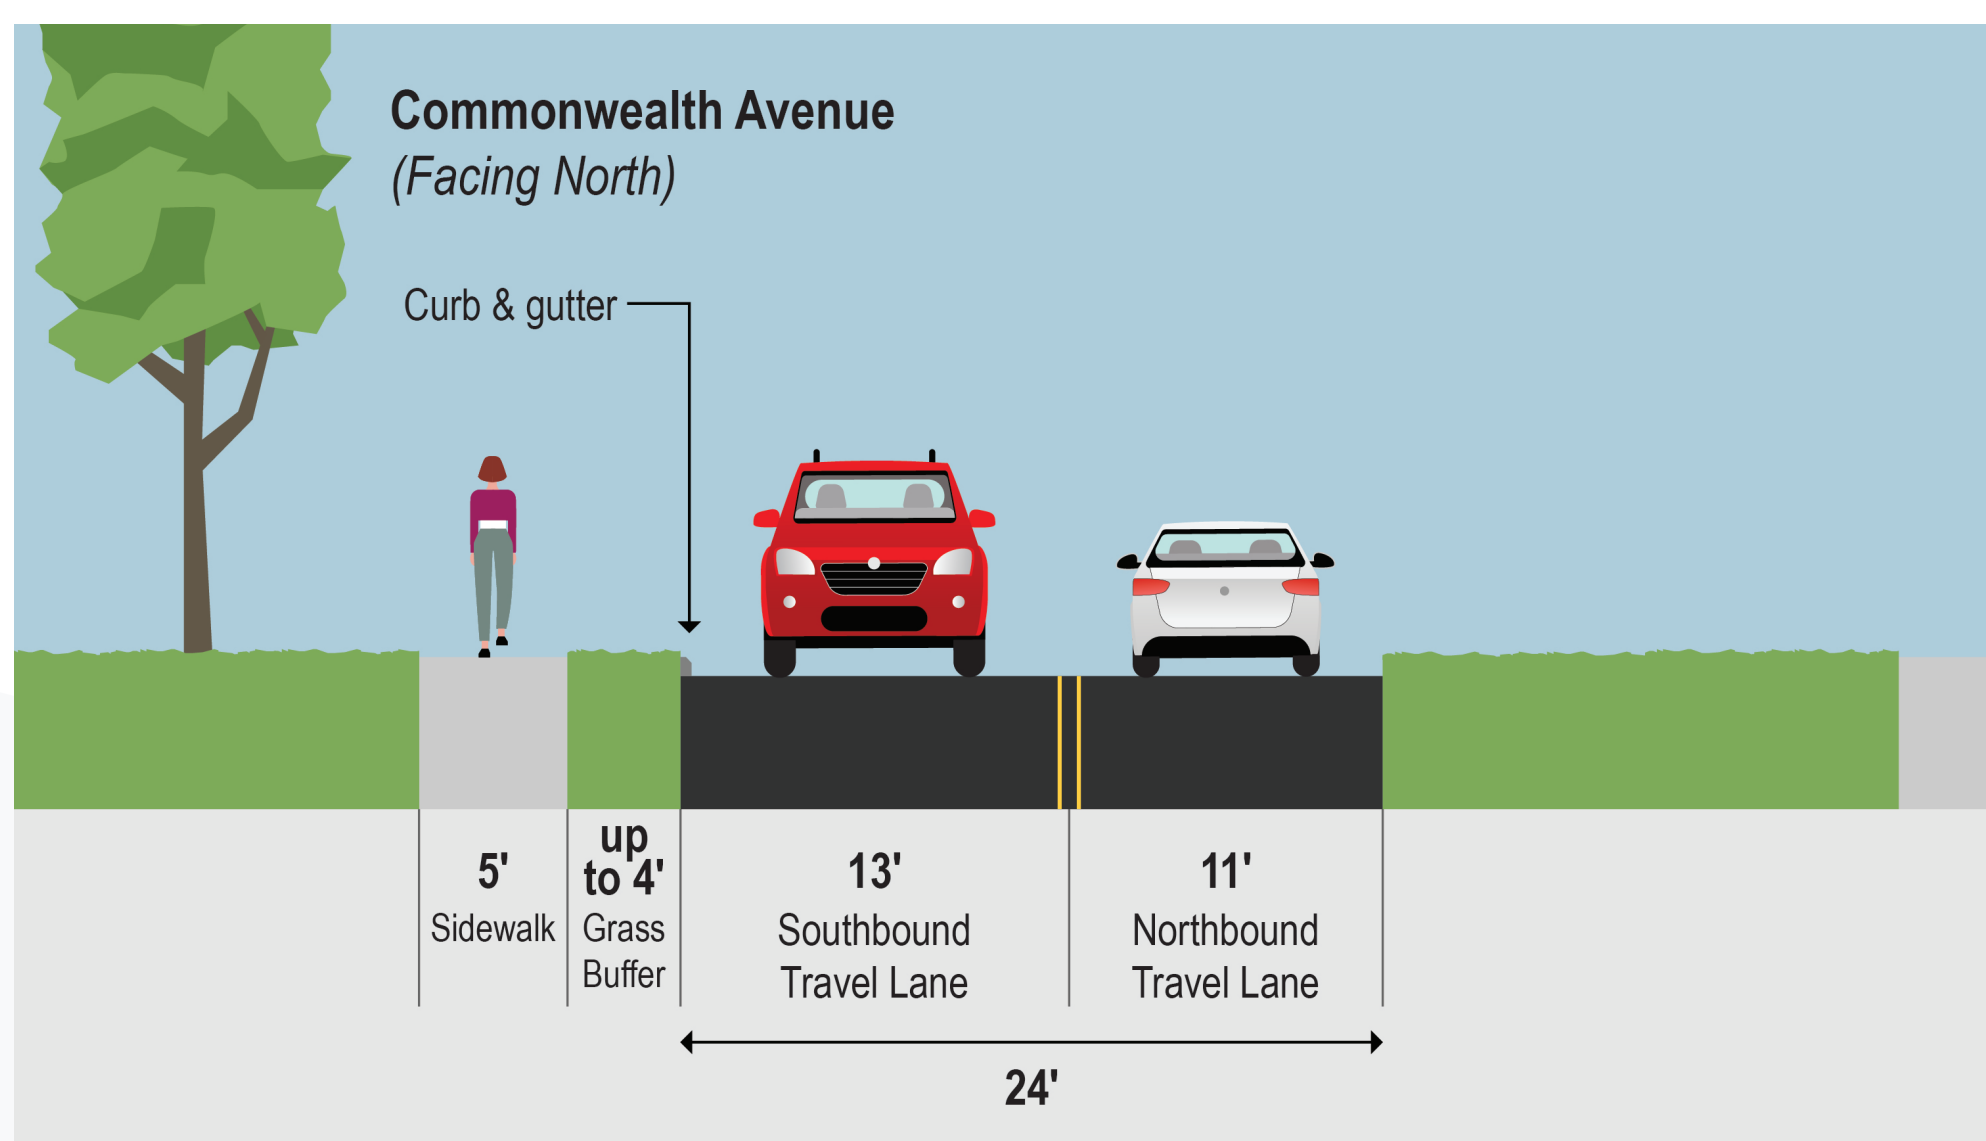 Commonwealth Avenue
(Facing North)
Curb & gutter
5'
Sidewalk
up
to 4'
Grass
Buffer
13'
Southbound
Travel Lane
11'
Northbound
Travel Lane
24'